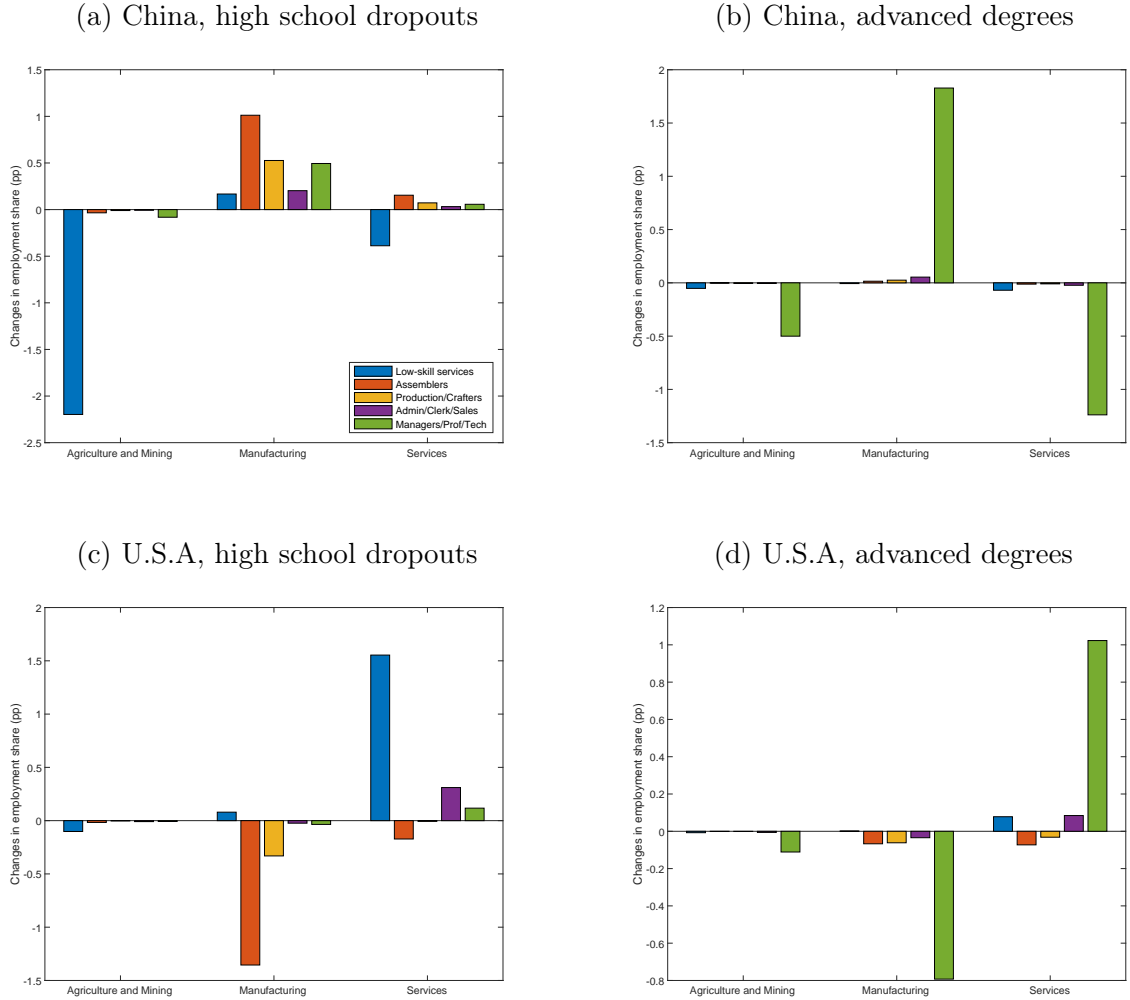 (a) China, high school dropouts
1.5
1
0.5
0
-0.5
-1
-1.5
-2
-2.5
Changes in employment share (pp)
Low-skill services
Assemblers
Production/Crafters
Admin/Clerk/Sales
Managers/Prof/Tech
Agriculture and Mining
Manufacturing
Services
(b) China, advanced degrees
2
1.5
1
0.5
0
-0.5
-1
-1.5
Changes in employment share (pp)
Agriculture and Mining
Manufacturing
Services
(c) U.S.A, high school dropouts
2
1.5
1
0.5
0
-0.5
-1
-1.5
Changes in employment share (pp)
Agriculture and Mining
Manufacturing
Services
(d) U.S.A, advanced degrees
1.2
1
0.8
0.6
0.4
0.2
0
-0.2
-0.4
-0.6
-0.8
Changes in employment share (pp)
Agriculture and Mining
Manufacturing
Services